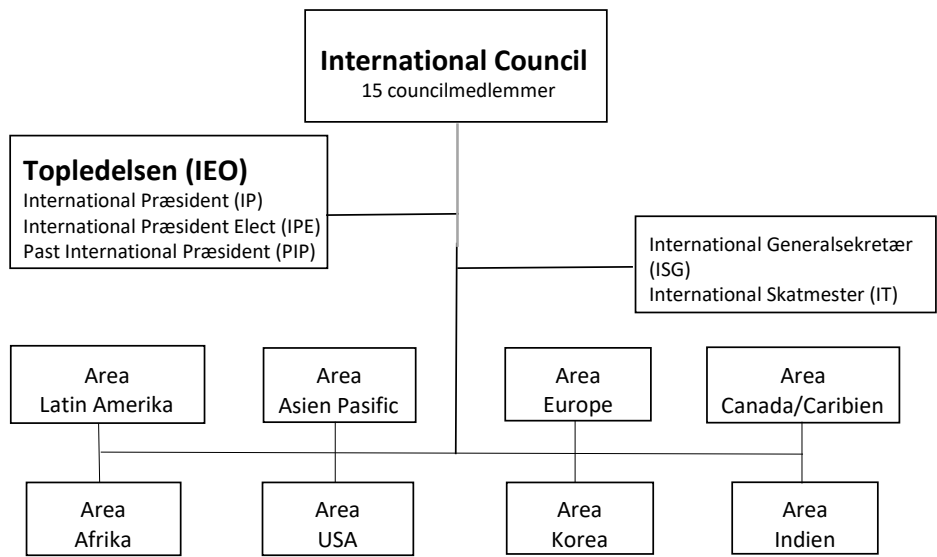 International Council
15 councilmedlemmer
Topledelsen (IEO)
International Præsident (IP)
International Præsident Elect (IPE)
Past International Præsident (PIP)
International Generalsekretær
(ISG)
International Skatmester (IT)
Area
Latin Amerika
Area
Asien Pasific
Area
Europe
Area
Canada/Caribien
Area
Afrika
Area
USA
Area
Korea
Area
Indien